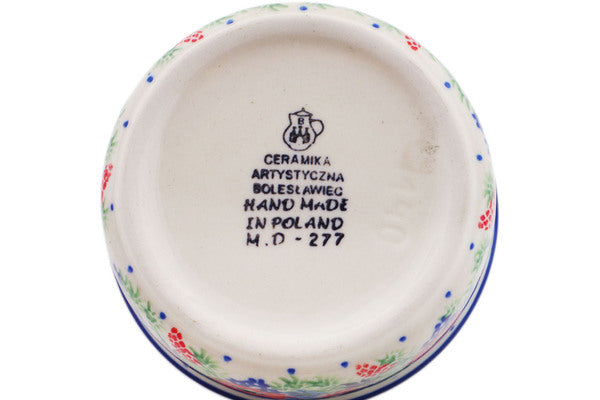 B
CERAMIKA
ARTYSTYCZNA
BOLESŁAWIEC
HAND MADE
IN POLAND
M.D - 277